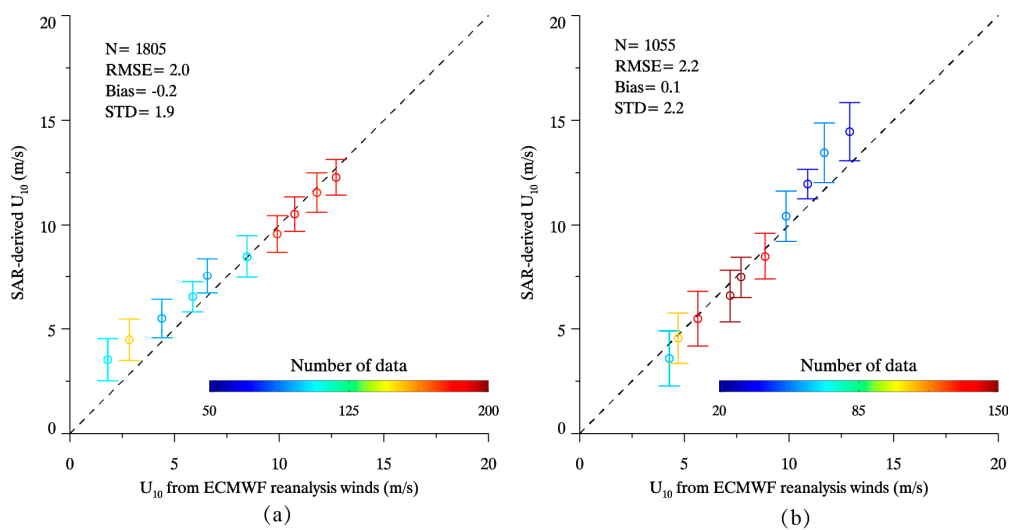 20
15
10
5
0
SAR-derived U10 (m/s)
N= 1805
RMSE= 2.0
Bias= -0.2
STD= 1.9
Number of data
50 125 200
0 5 10 15 20
U10 from ECMWF reanalysis winds (m/s)
(a)
20
15
10
5
0
SAR-derived U10 (m/s)
N= 1055
RMSE= 2.2
Bias= 0.1
STD= 2.2
Number of data
20 85 150
0 5 10 15 20
U10 from ECMWF reanalysis winds (m/s)
(b)